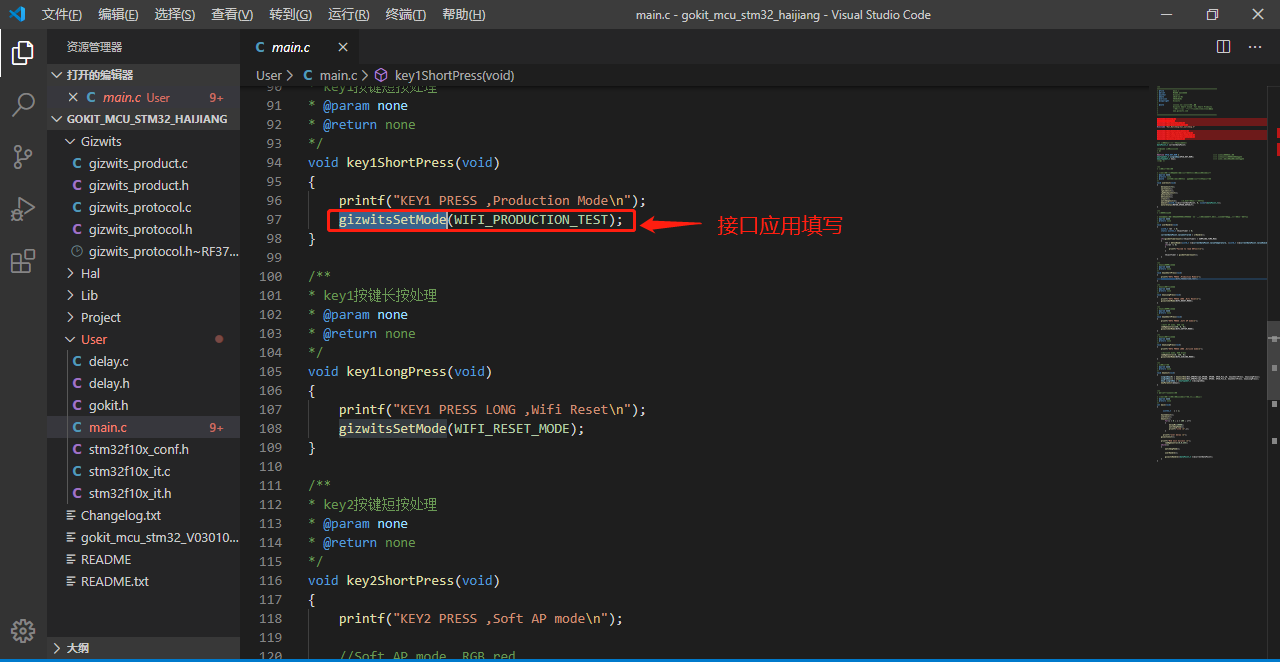 文件(F) 编辑(E) 选择(S) 查看(V) 转到(G) 运行(R) 终端(T) 帮助(H) main.c - gokit_mcu_stm32_haijiang - Visual Studio Code
资源管理器
打开的编辑器
main.c User 9+
GOKIT_MCU_STM32_HAIJIANG
Gizwits
gizwits_product.c
gizwits_product.h
gizwits_protocol.c
gizwits_protocol.h
gizwits_protocol.h~RF37...
Hal
Lib
Project
User
delay.c
delay.h
gokit.h
main.c 9+
stm32f10x_conf.h
stm32f10x_it.c
stm32f10x_it.h
Changelog.txt
gokit_mcu_stm32_V03010...
README
README.txt
大纲
main.c
User > main.c > key1ShortPress(void)
90 * key1按键短按处理
91 * @param none
92 * @return none
93 */
94 void key1ShortPress(void)
95 {
96 printf("KEY1 PRESS ,Production Mode\n");
97 gizwitsSetMode(WIFI_PRODUCTION_TEST);
接口应用填写
98 }
99
100 /**
101 * key1按键长按处理
102 * @param none
103 * @return none
104 */
105 void key1LongPress(void)
106 {
107 printf("KEY1 PRESS LONG ,Wifi Reset\n");
108 gizwitsSetMode(WIFI_RESET_MODE);
109 }
110
111 /**
112 * key2按键短按处理
113 * @param none
114 * @return none
115 */
116 void key2ShortPress(void)
117 {
118 printf("KEY2 PRESS ,Soft AP mode\n");
119
120 //Soft AP mode, RGB red